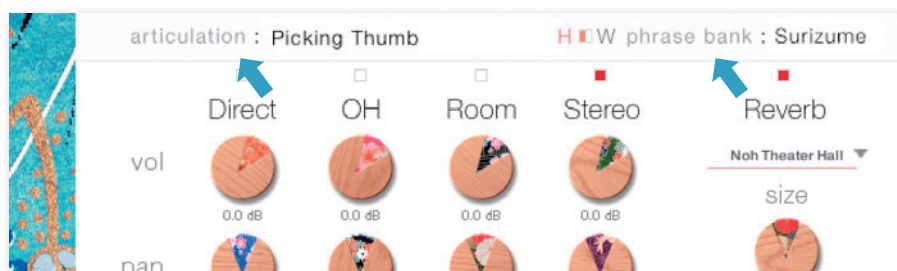 articulation : Picking Thumb H W phrase bank : Surizume
Direct OH Room Stereo Reverb
vol Noh Theater Hall
size
0.0 dB 0.0 dB 0.0 dB 0.0 dB
pan